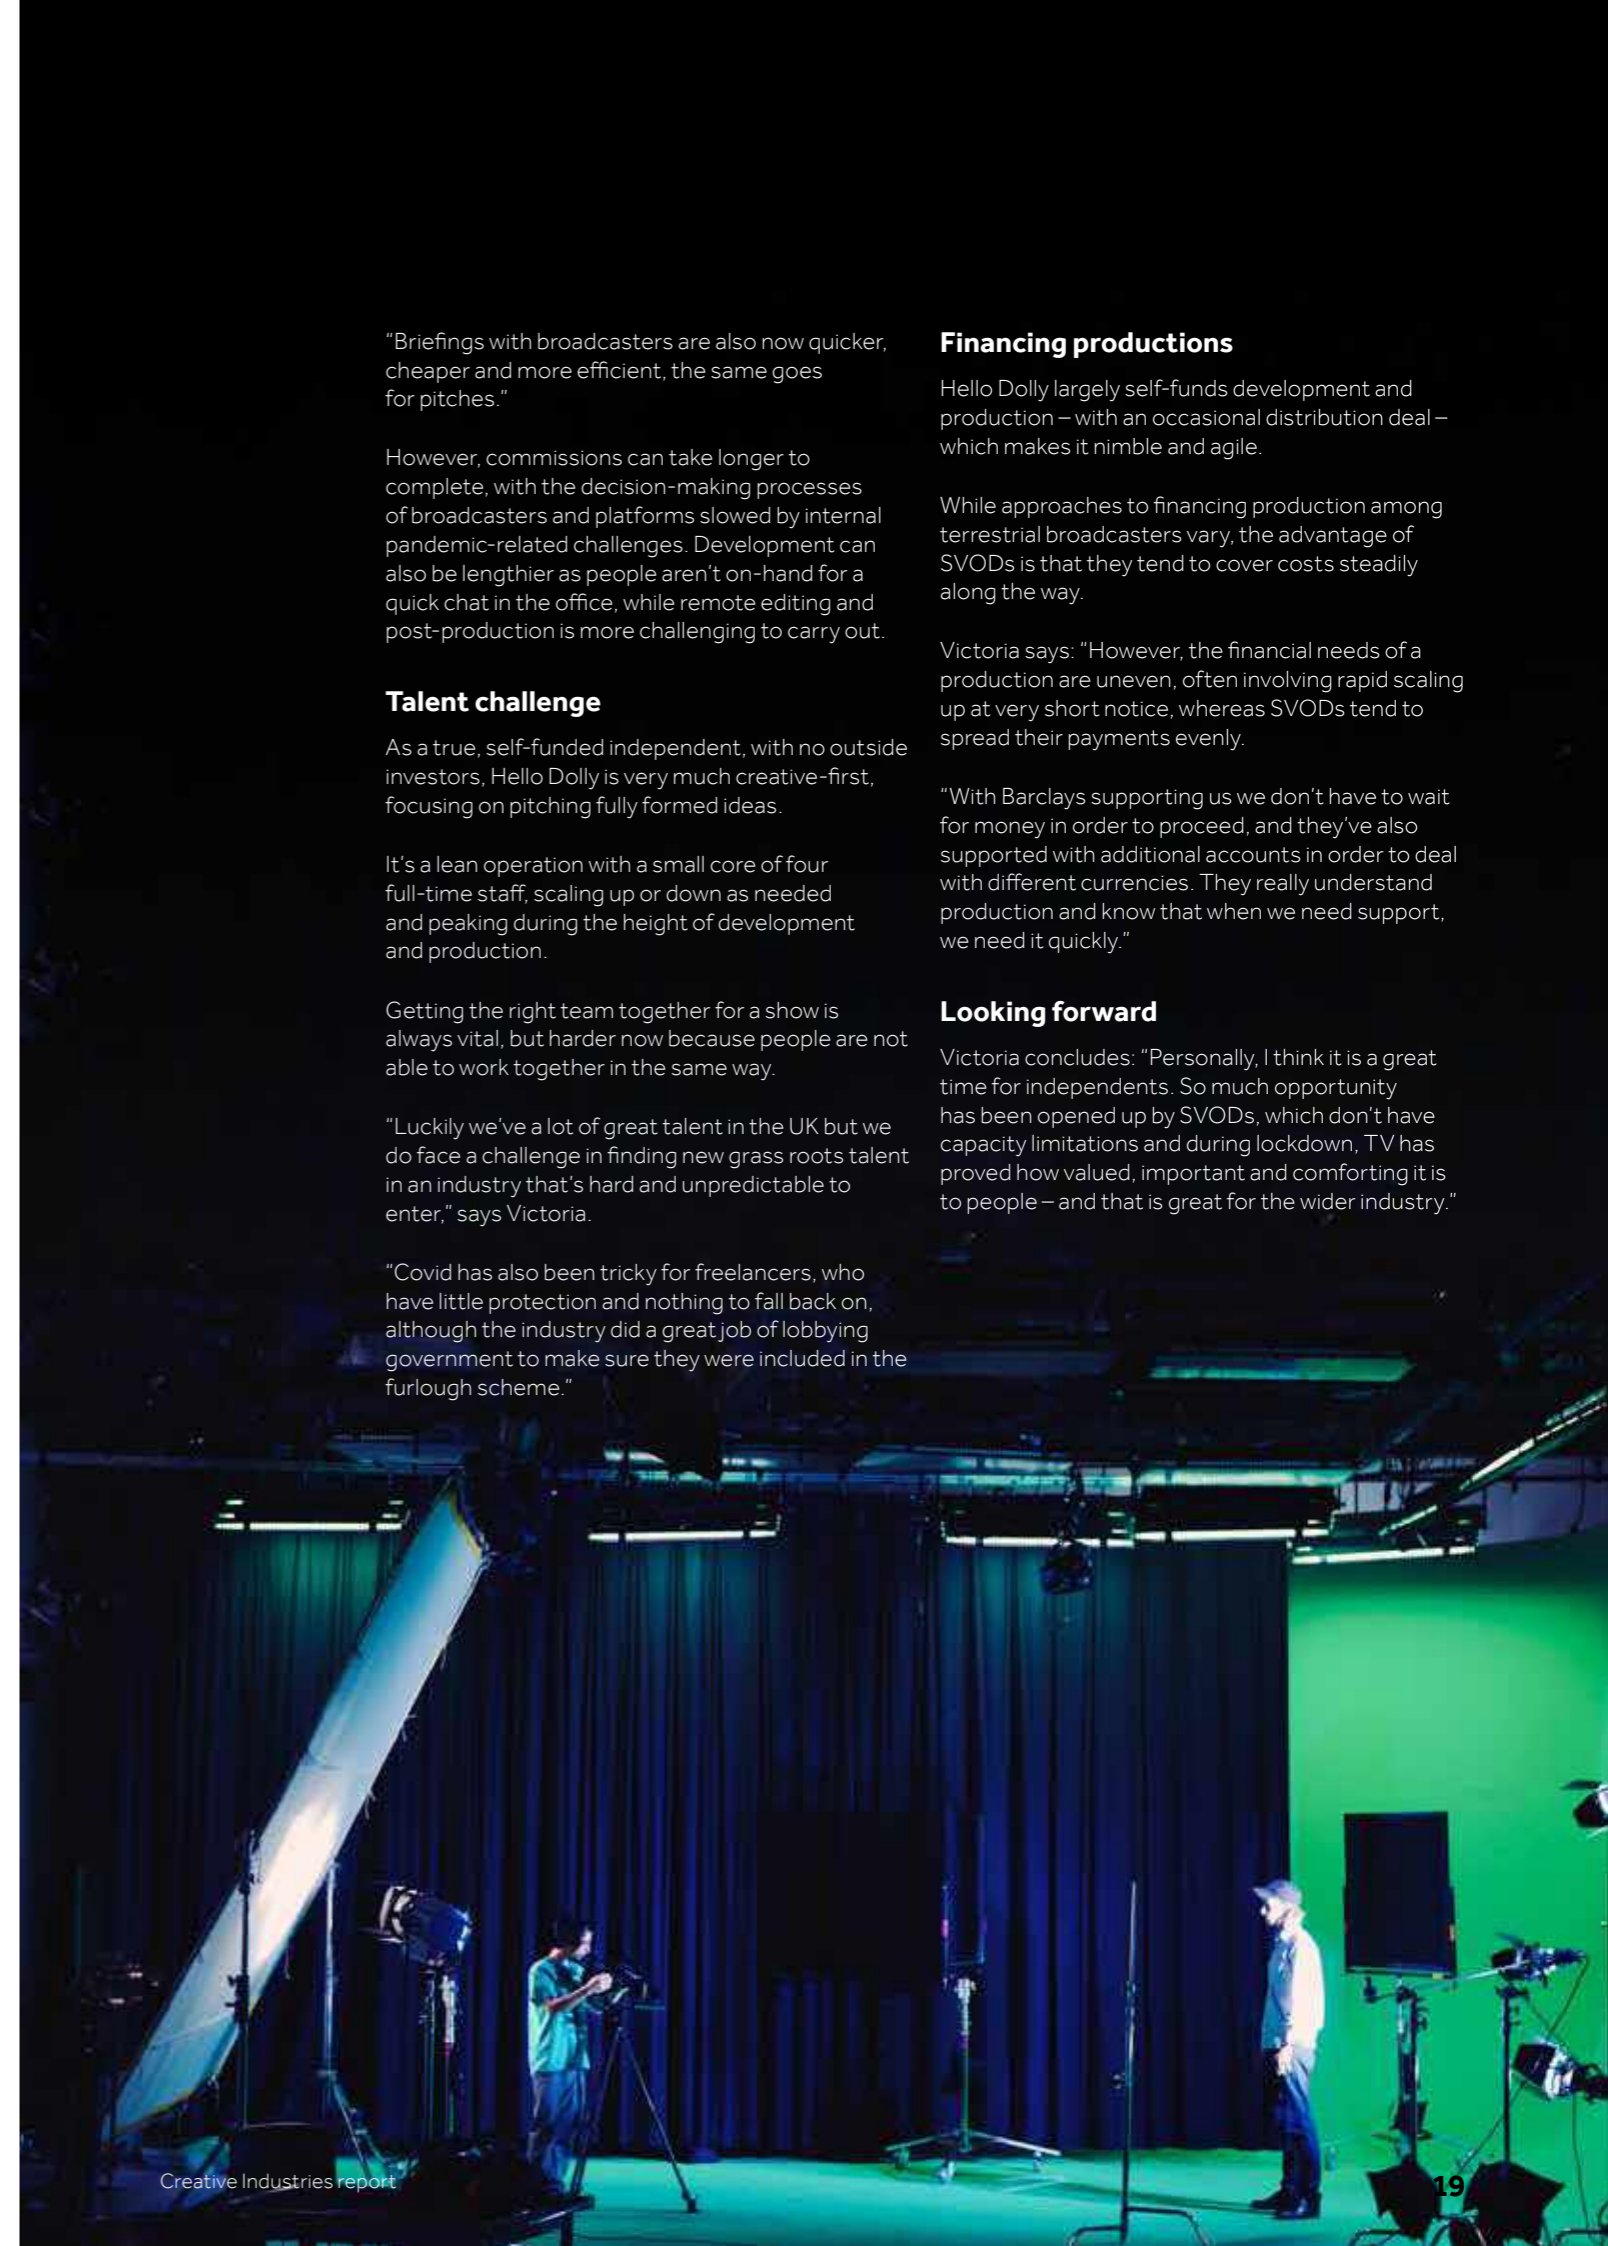 “Briefings with broadcasters are also now quicker,
cheaper and more efficient, the same goes
for pitches.”
However, commissions can take longer to
complete, with the decision-making processes
of broadcasters and platforms slowed by internal
pandemic-related challenges. Development can
also be lengthier as people aren’t on-hand for a
quick chat in the office, while remote editing and
post-production is more challenging to carry out.
Talent challenge
As a true, self-funded independent, with no outside
investors, Hello Dolly is very much creative-first,
focusing on pitching fully formed ideas.
It’s a lean operation with a small core of four
full-time staff, scaling up or down as needed
and peaking during the height of development
and production.
Getting the right team together for a show is
always vital, but harder now because people are not
able to work together in the same way.
“Luckily we’ve a lot of great talent in the UK but we
do face a challenge in finding new grass roots talent
in an industry that’s hard and unpredictable to
enter,” says Victoria.
“Covid has also been tricky for freelancers, who
have little protection and nothing to fall back on,
although the industry did a great job of lobbying
government to make sure they were included in the
furlough scheme.”
Financing productions
Hello Dolly largely self-funds development and
production – with an occasional distribution deal –
which makes it nimble and agile.
While approaches to financing production among
terrestrial broadcasters vary, the advantage of
SVODs is that they tend to cover costs steadily
along the way.
Victoria says: “However, the financial needs of a
production are uneven, often involving rapid scaling
up at very short notice, whereas SVODs tend to
spread their payments evenly.
“With Barclays supporting us we don’t have to wait
for money in order to proceed, and they’ve also
supported with additional accounts in order to deal
with different currencies. They really understand
production and know that when we need support,
we need it quickly.”
Looking forward
Victoria concludes: “Personally, I think it is a great
time for independents. So much opportunity
has been opened up by SVODs, which don’t have
capacity limitations and during lockdown, TV has
proved how valued, important and comforting it is
to people – and that is great for the wider industry.”
Creative Industries report
19